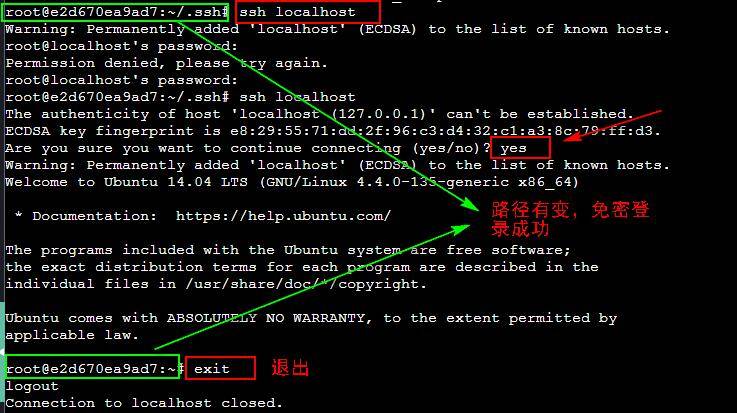 root@e2d670ea9ad7:~/.ssh# ssh localhost
Warning: Permanently added 'localhost' (ECDSA) to the list of known hosts.
root@localhost's password:
Permission denied, please try again.
root@localhost's password:
root@e2d670ea9ad7:~/.ssh# ssh localhost
The authenticity of host 'localhost (127.0.0.1)' can't be established.
ECDSA key fingerprint is e8:29:55:71:dd:2f:96:c3:d4:32:c1:a3:8c:79:ff:d3.
Are you sure you want to continue connecting (yes/no)? yes
Warning: Permanently added 'localhost' (ECDSA) to the list of known hosts.
Welcome to Ubuntu 14.04 LTS (GNU/Linux 4.4.0-135-generic x86_64)
* Documentation:  https://help.ubuntu.com/
路径有变，免密登
录成功
The programs included with the Ubuntu system are free software;
the exact distribution terms for each program are described in the
individual files in /usr/share/doc/*/copyright.
Ubuntu comes with ABSOLUTELY NO WARRANTY, to the extent permitted by
applicable law.
root@e2d670ea9ad7:~# exit 退出
logout
Connection to localhost closed.